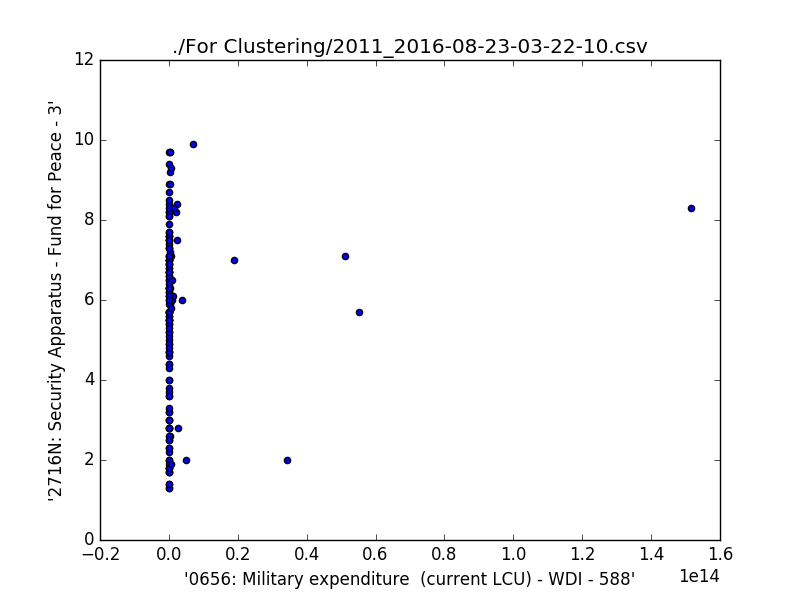 ./For Clustering/2011_2016-08-23-03-22-10.csv
12
10
8
6
4
2
0
'2716N: Security Apparatus - Fund for Peace - 3'
−0.2 0.0 0.2 0.4 0.6 0.8 1.0 1.2 1.4 1.6
1e14
'0656: Military expenditure  (current LCU) - WDI - 588'